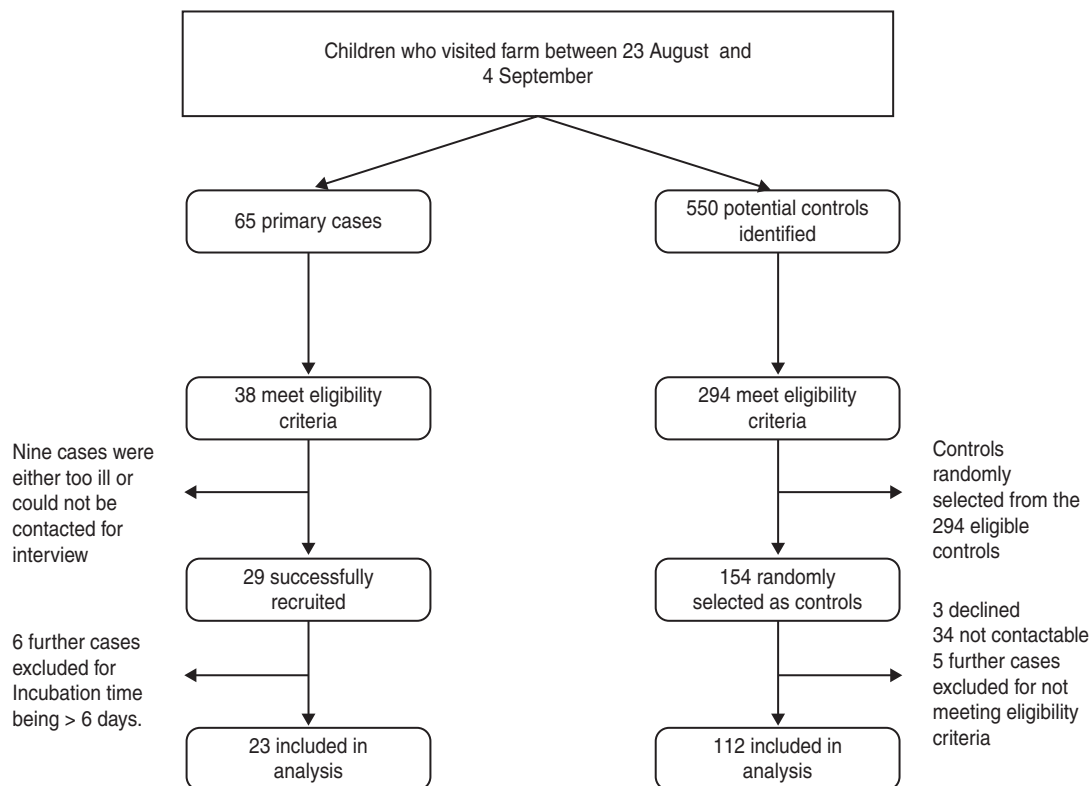 Children who visited farm between 23 August and
4 September
65 primary cases
550 potential controls
identified
38 meet eligibility
criteria
294 meet eligibility
criteria
Nine cases were
either too ill or
could not be
contacted for
interview
Controls
randomly
selected from the
294 eligible
controls
29 successfully
recruited
154 randomly
selected as controls
6 further cases
excluded for
Incubation time
being > 6 days.
3 declined
34 not contactable
5 further cases
excluded for not
meeting eligibility
criteria
23 included in
analysis
112 included in
analysis